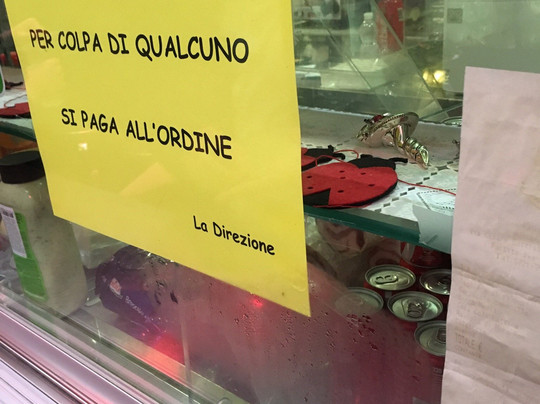 PER COLPA DI QUALCUNO
SI PAGA ALL'ORDINE
La Direzione